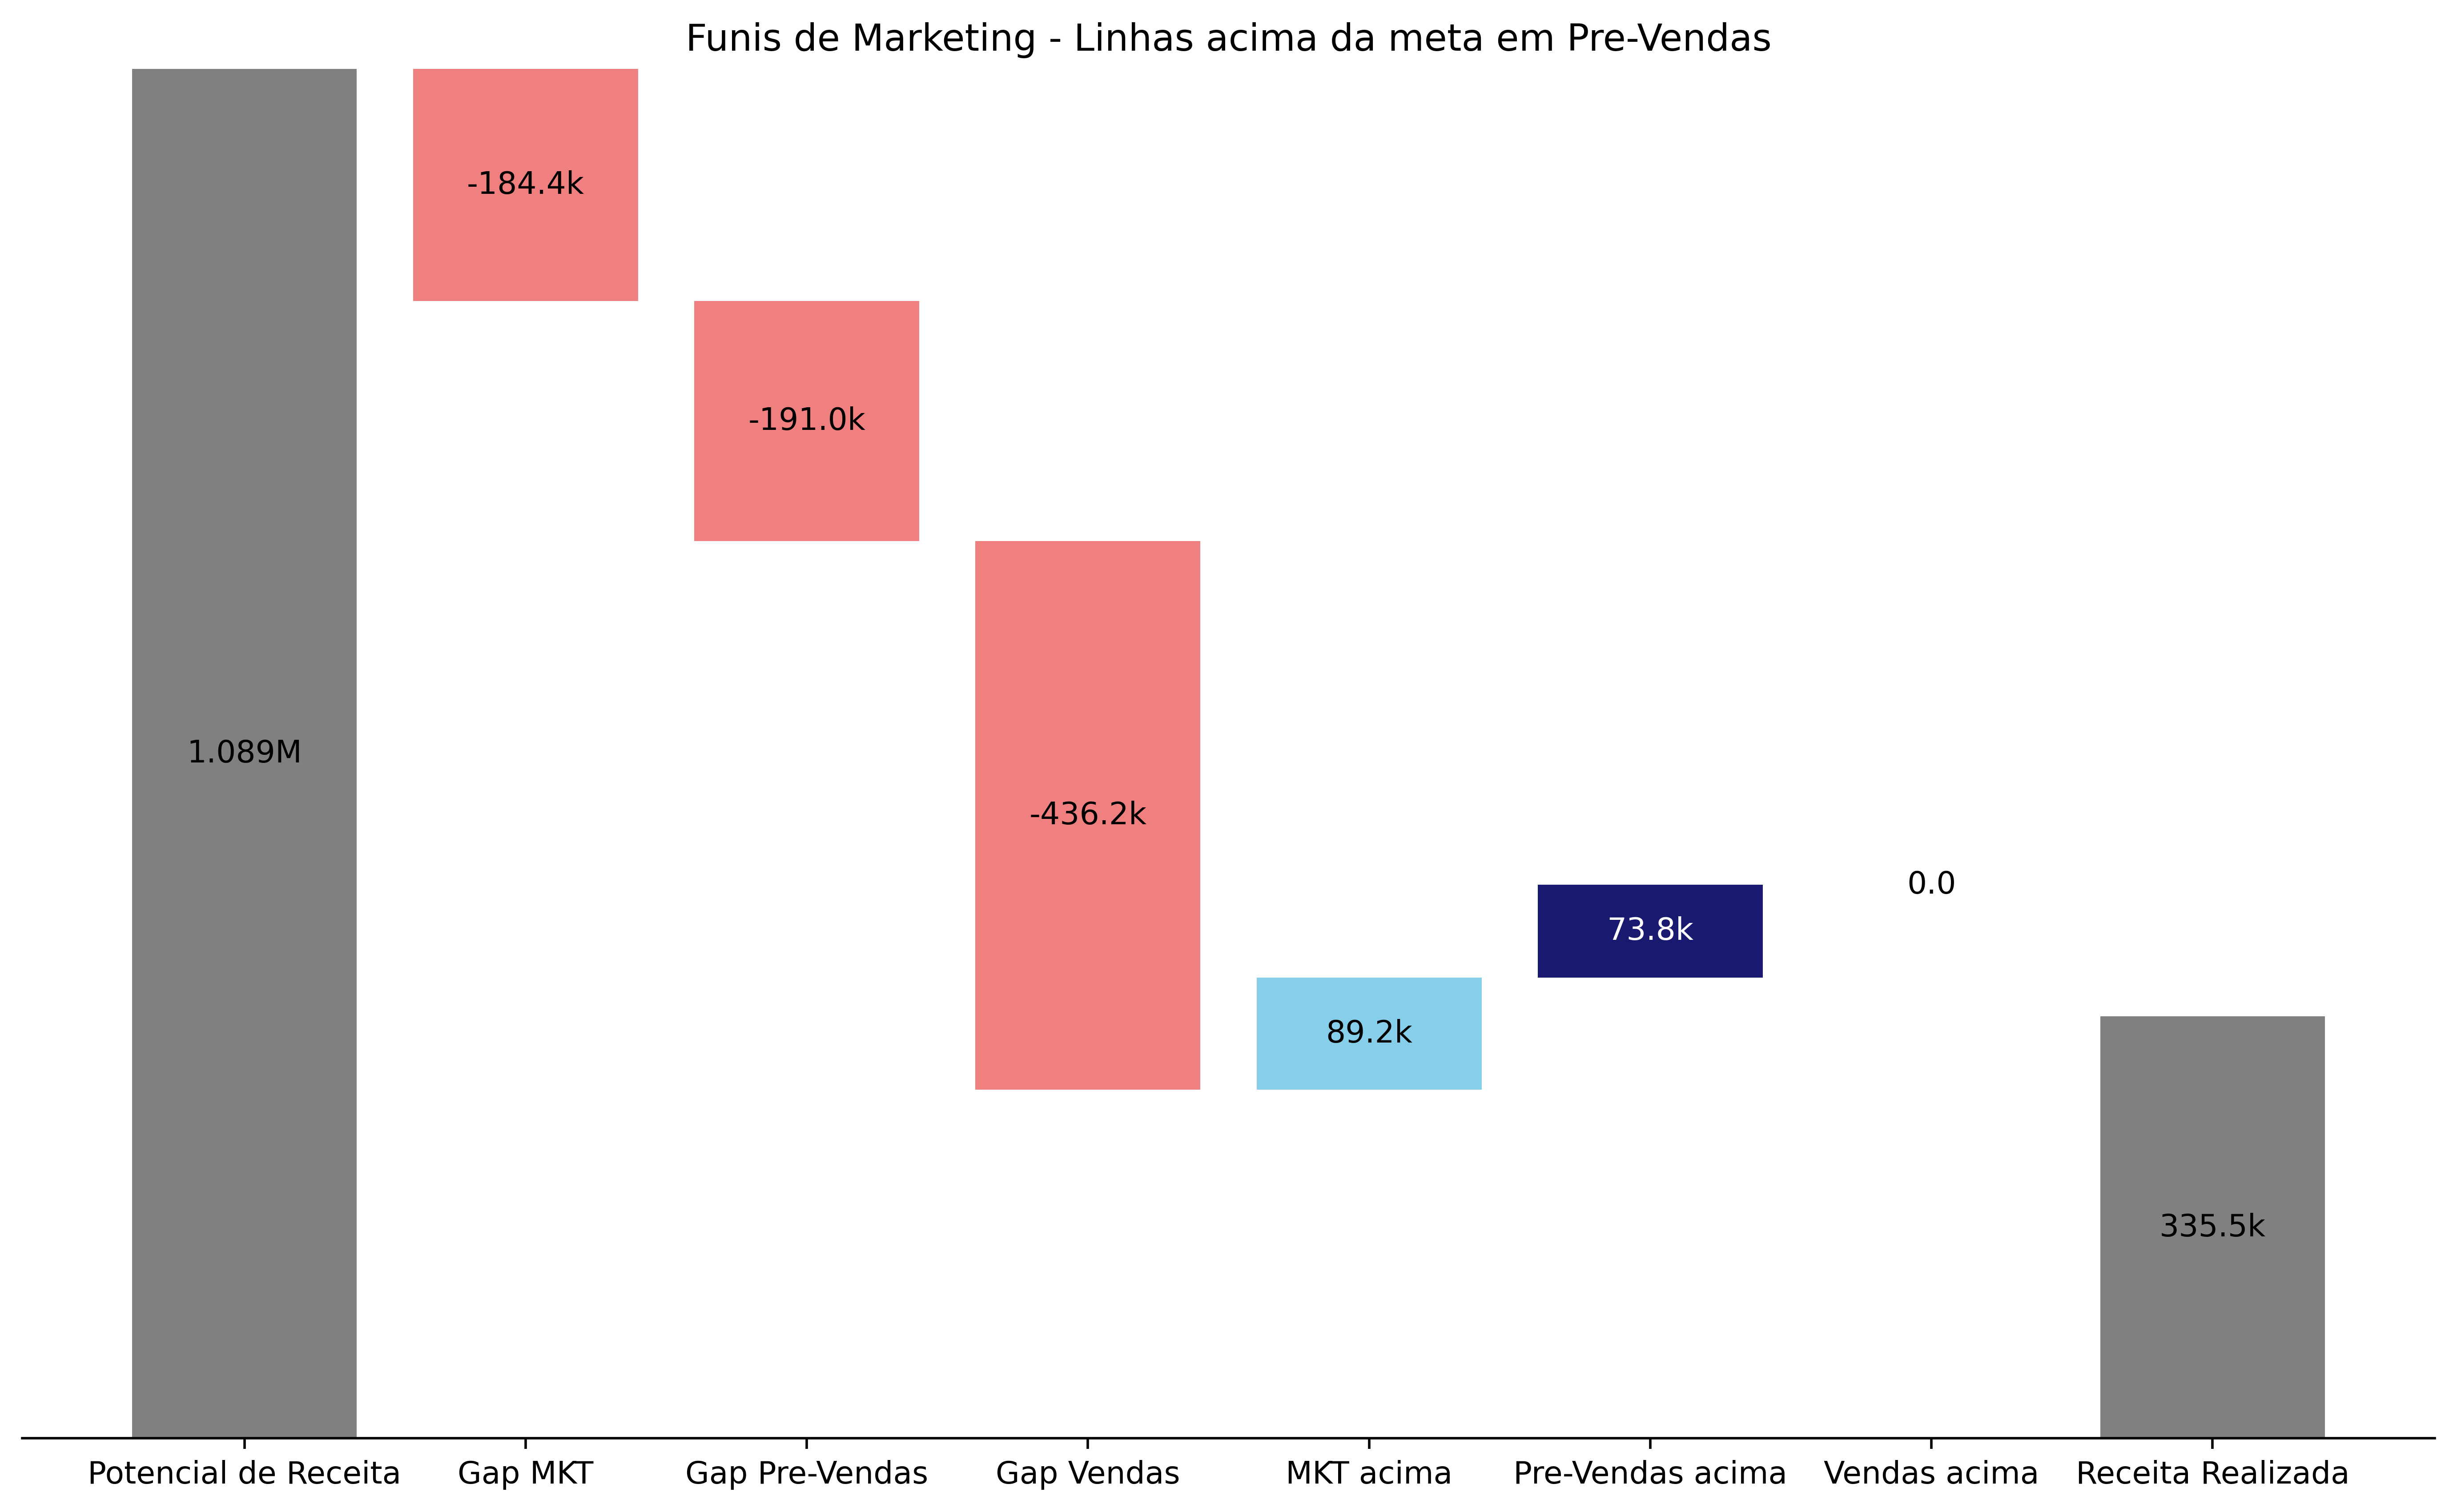 Funis de Marketing - Linhas acima da meta em Pre-Vendas
-184.4k
-191.0k
1.089M
-436.2k
0.0
73.8k
89.2k
335.5k
Potencial de Receita
Gap MKT
Gap Pre-Vendas
Gap Vendas
MKT acima
Pre-Vendas acima
Vendas acima
Receita Realizada